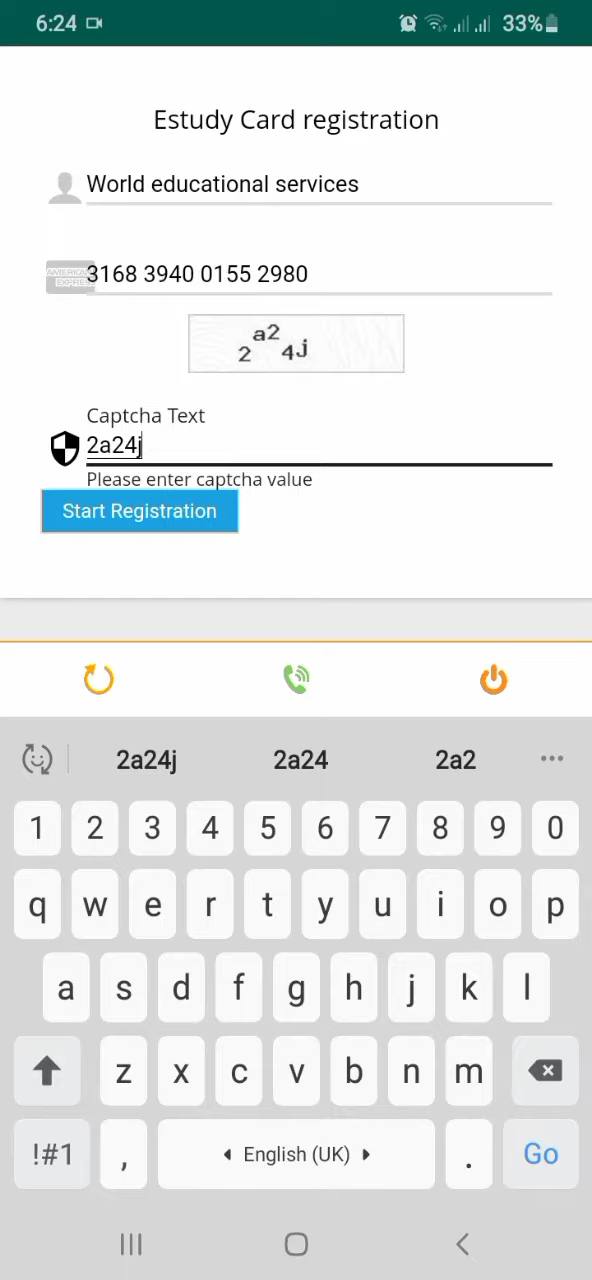 6:24 33%
Estudy Card registration
World educational services
AMERICAN
EXPRESS
3168 3940 0155 2980
2a24j
Captcha Text
2a24j
Please enter captcha value
Start Registration
2a24j 2a24 2a2 ...
1 2 3 4 5 6 7 8 9 0
q w e r t y u i o p
a s d f g h j k l
z x c v b n m
!#1 , English (UK) . Go